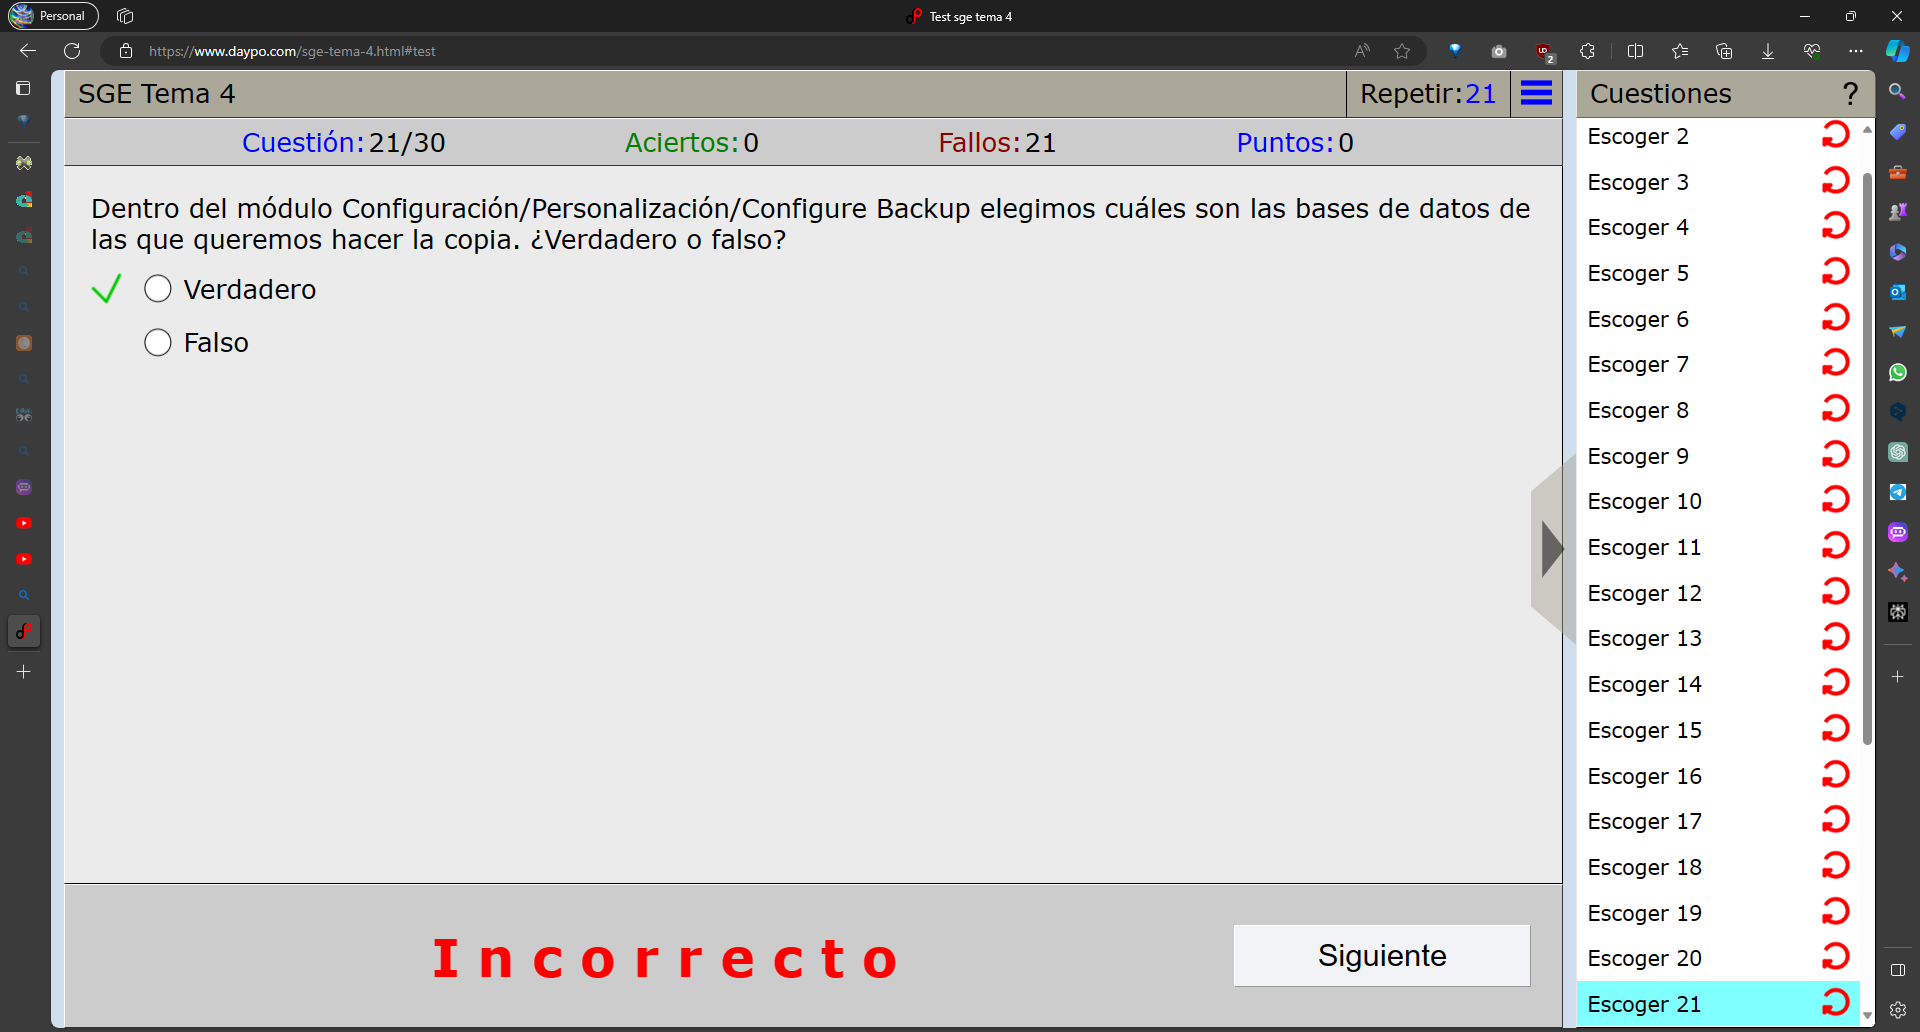 Personal
Test sge tema 4
https://www.daypo.com/sge-tema-4.html#test
SGE Tema 4
Repetir:21
Cuestión:21/30
Aciertos:0
Fallos:21
Puntos:0
Dentro del módulo Configuración/Personalización/Configure Backup elegimos cuáles son las bases de datos de
las que queremos hacer la copia. ¿Verdadero o falso?
Verdadero
Falso
Incorrecto
Siguiente
Cuestiones
?
Escoger 2
Escoger 3
Escoger 4
Escoger 5
Escoger 6
Escoger 7
Escoger 8
Escoger 9
Escoger 10
Escoger 11
Escoger 12
Escoger 13
Escoger 14
Escoger 15
Escoger 16
Escoger 17
Escoger 18
Escoger 19
Escoger 20
Escoger 21
2